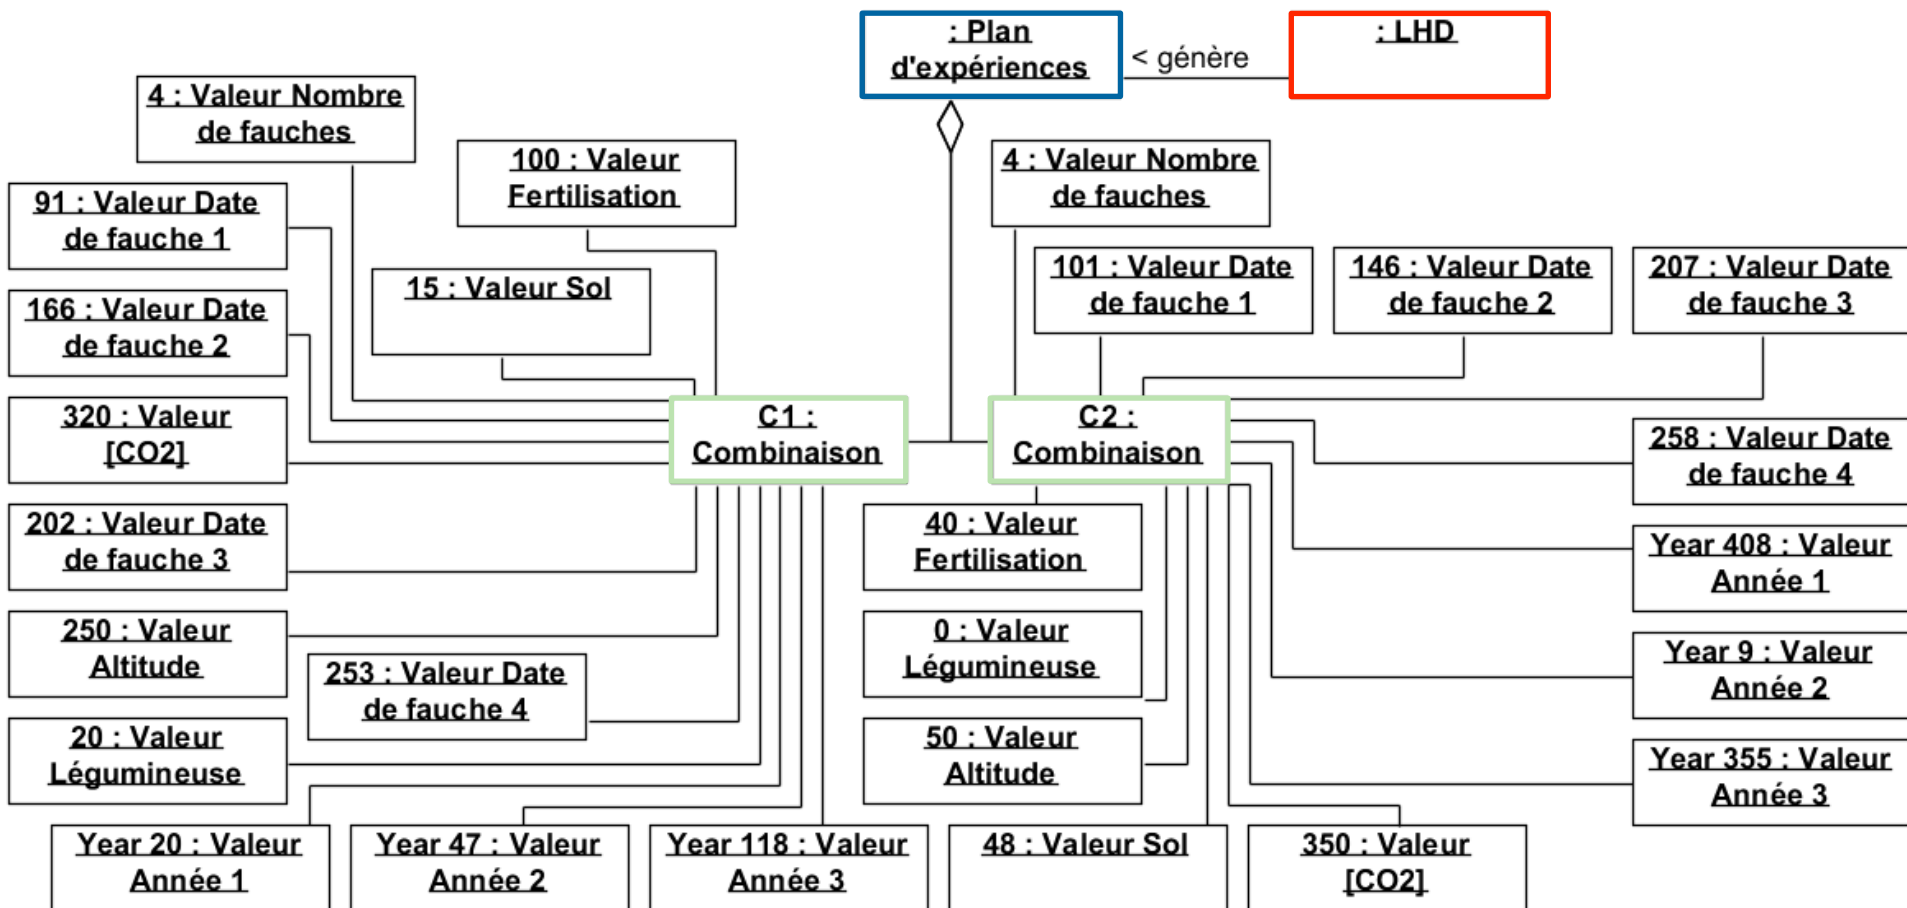 : Plan
d'expériences
< génère
: LHD
4 : Valeur Nombre
de fauches
100 : Valeur
Fertilisation
4 : Valeur Nombre
de fauches
91 : Valeur Date
de fauche 1
15 : Valeur Sol
101 : Valeur Date
de fauche 1
146 : Valeur Date
de fauche 2
207 : Valeur Date
de fauche 3
166 : Valeur Date
de fauche 2
320 : Valeur
[CO2]
C1 :
Combinaison
C2 :
Combinaison
258 : Valeur Date
de fauche 4
202 : Valeur Date
de fauche 3
40 : Valeur
Fertilisation
Year 408 : Valeur
Année 1
250 : Valeur
Altitude
253 : Valeur Date
de fauche 4
0 : Valeur
Légumineuse
Year 9 : Valeur
Année 2
20 : Valeur
Légumineuse
50 : Valeur
Altitude
Year 355 : Valeur
Année 3
Year 20 : Valeur
Année 1
Year 47 : Valeur
Année 2
Year 118 : Valeur
Année 3
48 : Valeur Sol
350 : Valeur
[CO2]